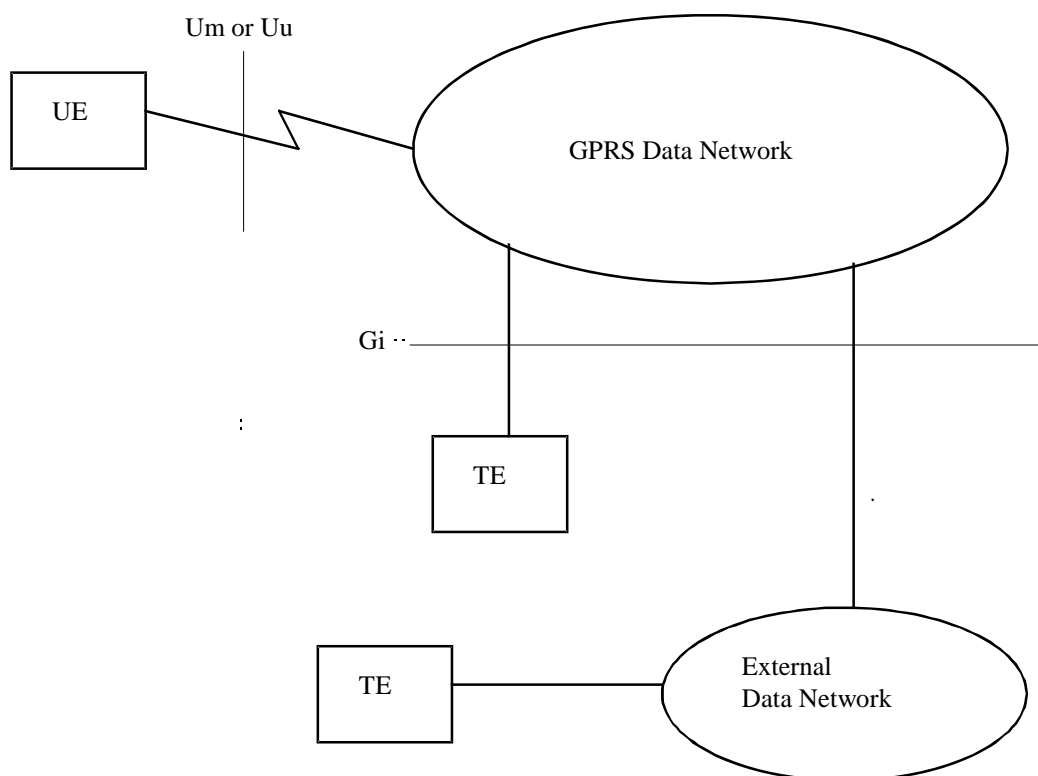 Um or Uu
UE
GPRS Data Network
Gi
TE
TE
External
Data Network